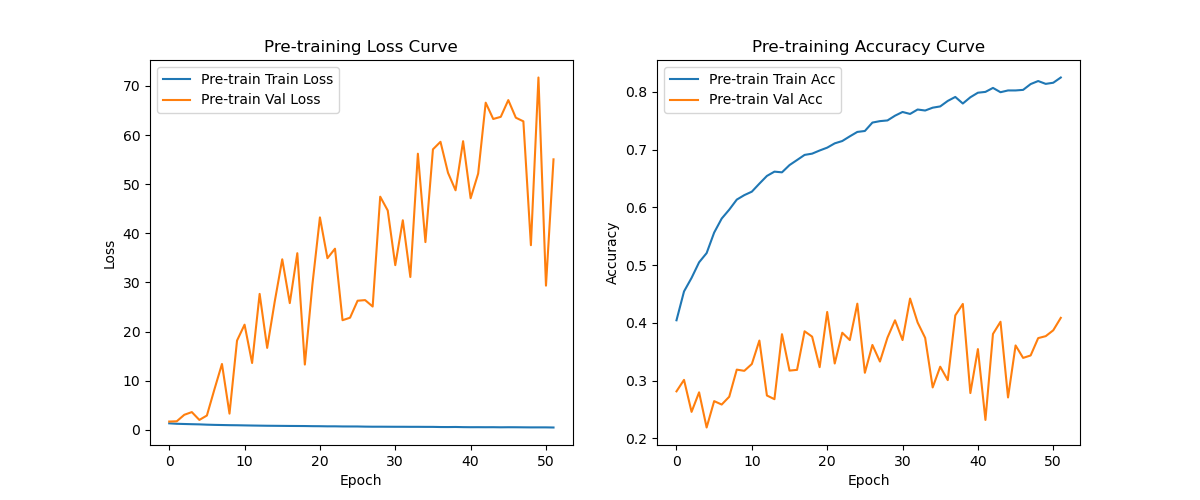 Pre-training Loss Curve
Pre-train Train Loss
Pre-train Val Loss
70
60
50
40
30
20
10
0
Loss
0 10 20 30 40 50
Epoch
Pre-training Accuracy Curve
Pre-train Train Acc
Pre-train Val Acc
0.8
0.7
0.6
0.5
0.4
0.3
0.2
Accuracy
0 10 20 30 40 50
Epoch